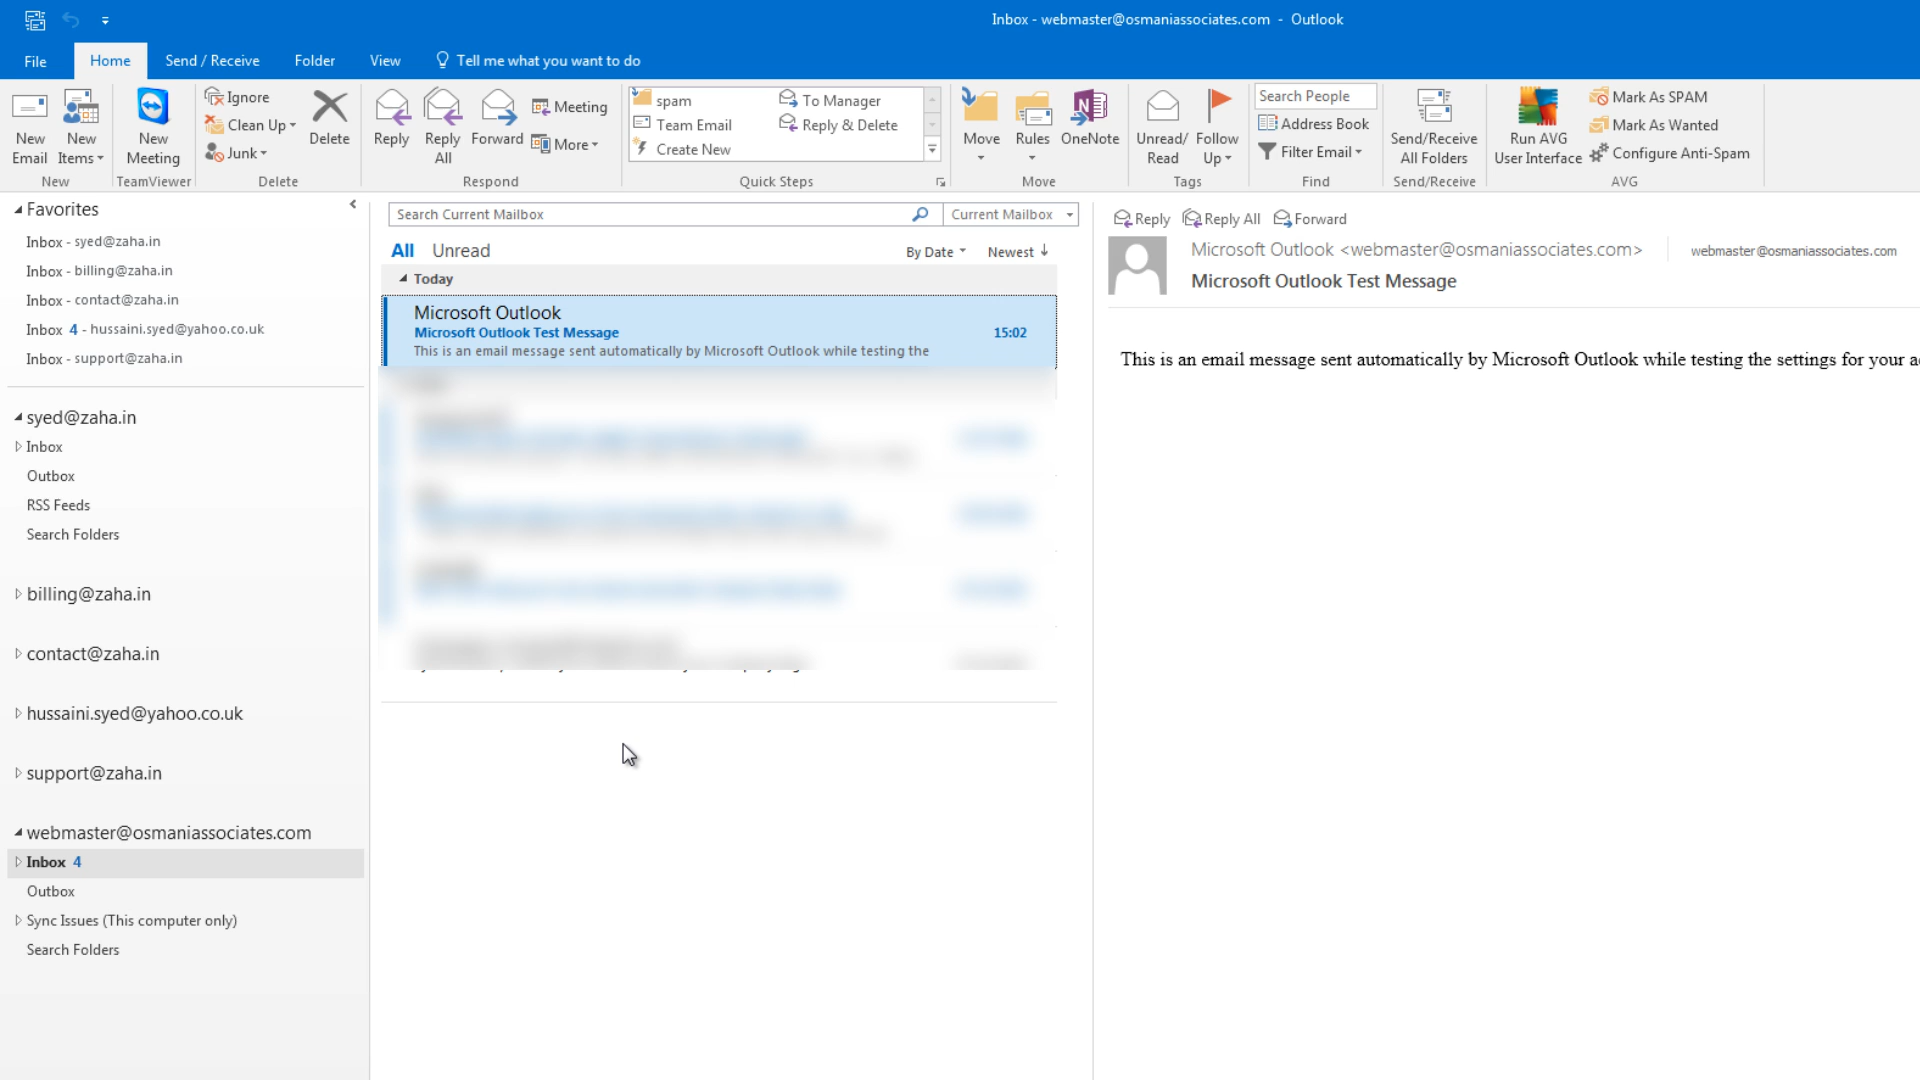 Inbox - webmaster@osmaniassociates.com - Outlook
File Home Send / Receive Folder View Tell me what you want to do
New Email
New Items
New
New Meeting
TeamViewer
Ignore
Clean Up
Junk
Delete
Delete
Reply
Reply All
Forward
Meeting
More
Respond
spam
Team Email
Create New
To Manager
Reply & Delete
Quick Steps
Move
Rules
OneNote
Move
Unread/ Read
Follow Up
Tags
Search People
Address Book
Filter Email
Find
Send/Receive All Folders
Send/Receive
Run AVG User Interface
Mark As SPAM
Mark As Wanted
Configure Anti-Spam
AVG
Favorites
Inbox - syed@zaha.in
Inbox - billing@zaha.in
Inbox - contact@zaha.in
Inbox 4 - hussaini.syed@yahoo.co.uk
Inbox - support@zaha.in
syed@zaha.in
Inbox
Outbox
RSS Feeds
Search Folders
billing@zaha.in
contact@zaha.in
hussaini.syed@yahoo.co.uk
support@zaha.in
webmaster@osmaniassociates.com
Inbox 4
Outbox
Sync Issues (This computer only)
Search Folders
Search Current Mailbox
Current Mailbox
All Unread
By Date Newest
Today
Microsoft Outlook
Microsoft Outlook Test Message 15:02
This is an email message sent automatically by Microsoft Outlook while testing the
Reply Reply All Forward
Microsoft Outlook <webmaster@osmaniassociates.com> webmaster@osmaniassociates.com
Microsoft Outlook Test Message
This is an email message sent automatically by Microsoft Outlook while testing the settings for your